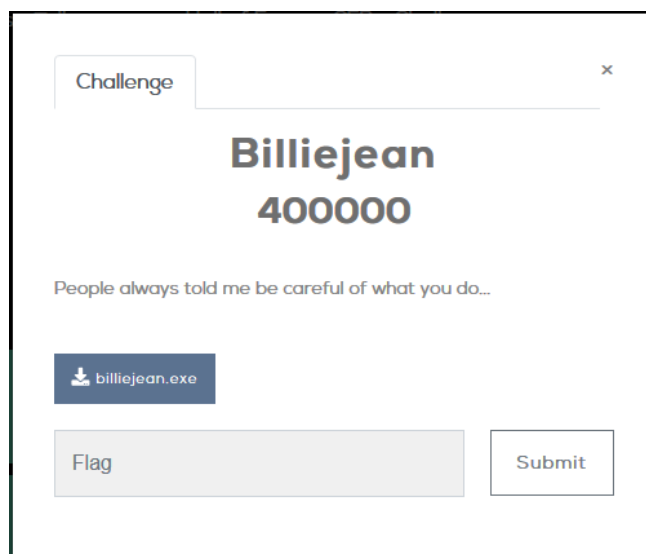 Challenge
×
Billiejean
400000
People always told me be careful of what you do...
billiejean.exe
Flag
Submit